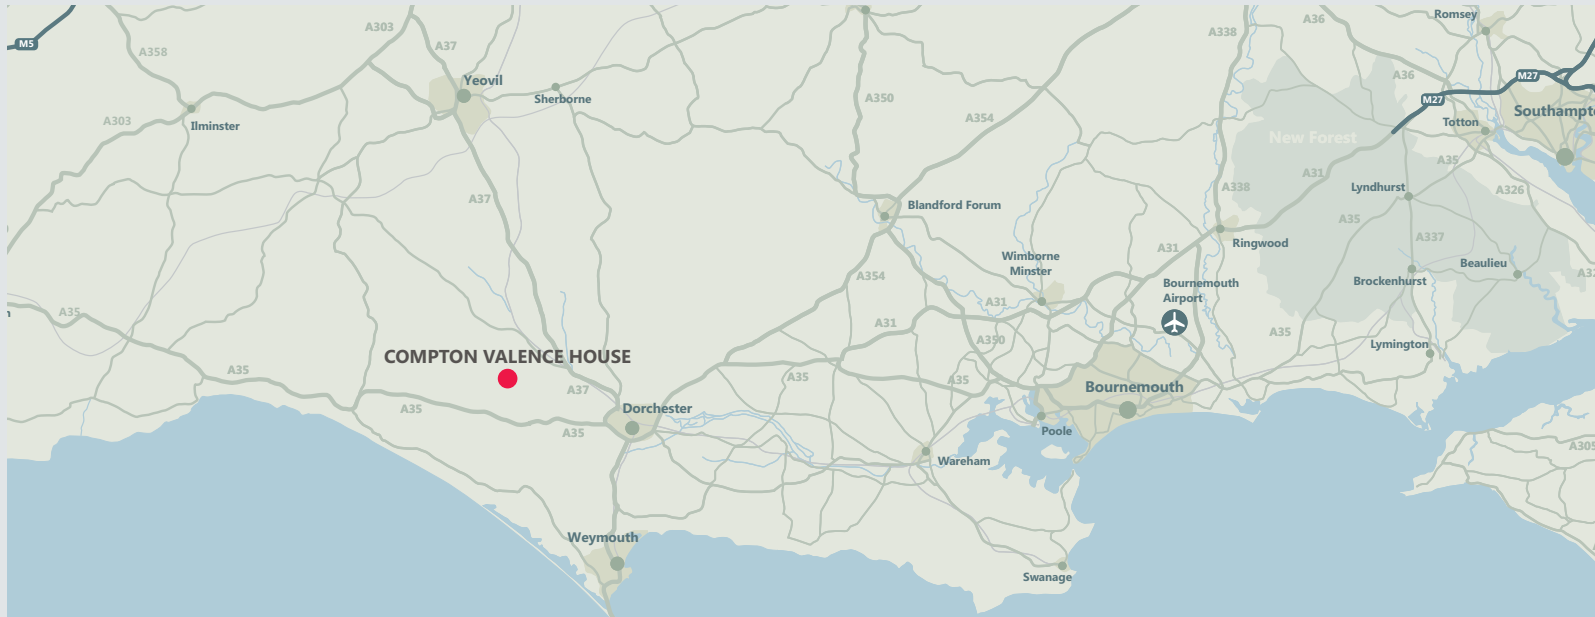 Romsey
A303
A36
A338
M5
A37
A358
A36
M27
Yeovil
Sherborne
A350
M27
Southampt
A303
Ilminster
A354
Totton
New Forest
A35
A31
Lyndhurst
A338
A326
A37
Blandford Forum
A35
A337
Ringwood
A31
Wimborne
Minster
Beaulieu
A354
Bournemouth
Airport
Brockenhurst
A35
A31
A31
A35
A350
Lymington
COMPTON VALENCE HOUSE
A35
A35
A35
A37
Bournemouth
A35
Dorchester
A35
Poole
A305
Wareham
Weymouth
Swanage